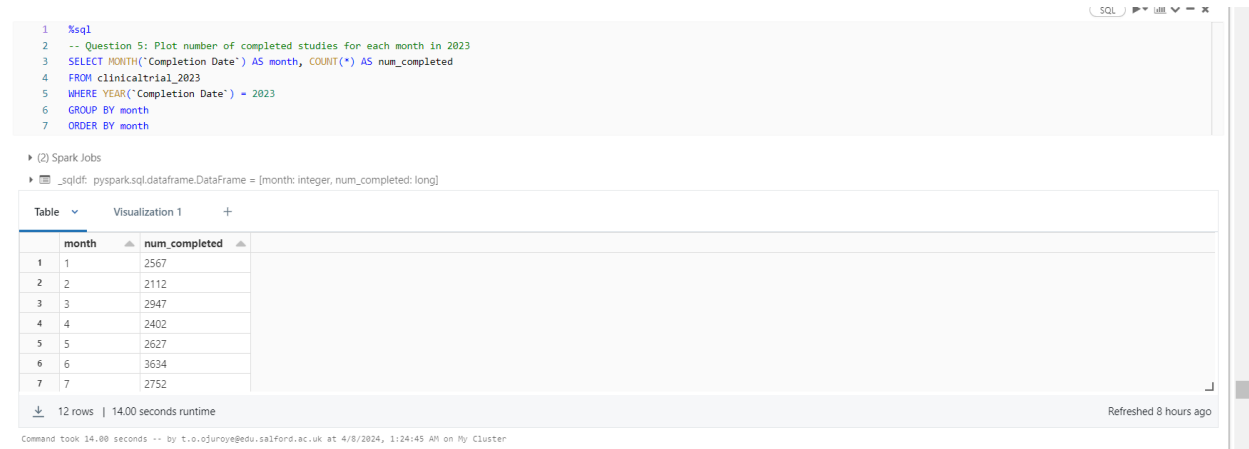 SQL
1 %sql
2 -- Question 5: Plot number of completed studies for each month in 2023
3 SELECT MONTH(`Completion Date`) AS month, COUNT(*) AS num_completed
4 FROM clinicaltrial_2023
5 WHERE YEAR(`Completion Date`) = 2023
6 GROUP BY month
7 ORDER BY month
(2) Spark Jobs
_sqldf: pyspark.sql.dataframe.DataFrame = [month: integer, num_completed: long]
Table Visualization 1 +
month num_completed
1 1 2567
2 2 2112
3 3 2947
4 4 2402
5 5 2627
6 6 3634
7 7 2752
12 rows | 14.00 seconds runtime Refreshed 8 hours ago
Command took 14.00 seconds -- by t.o.ojuroye@edu.salford.ac.uk at 4/8/2024, 1:24:45 AM on My Cluster